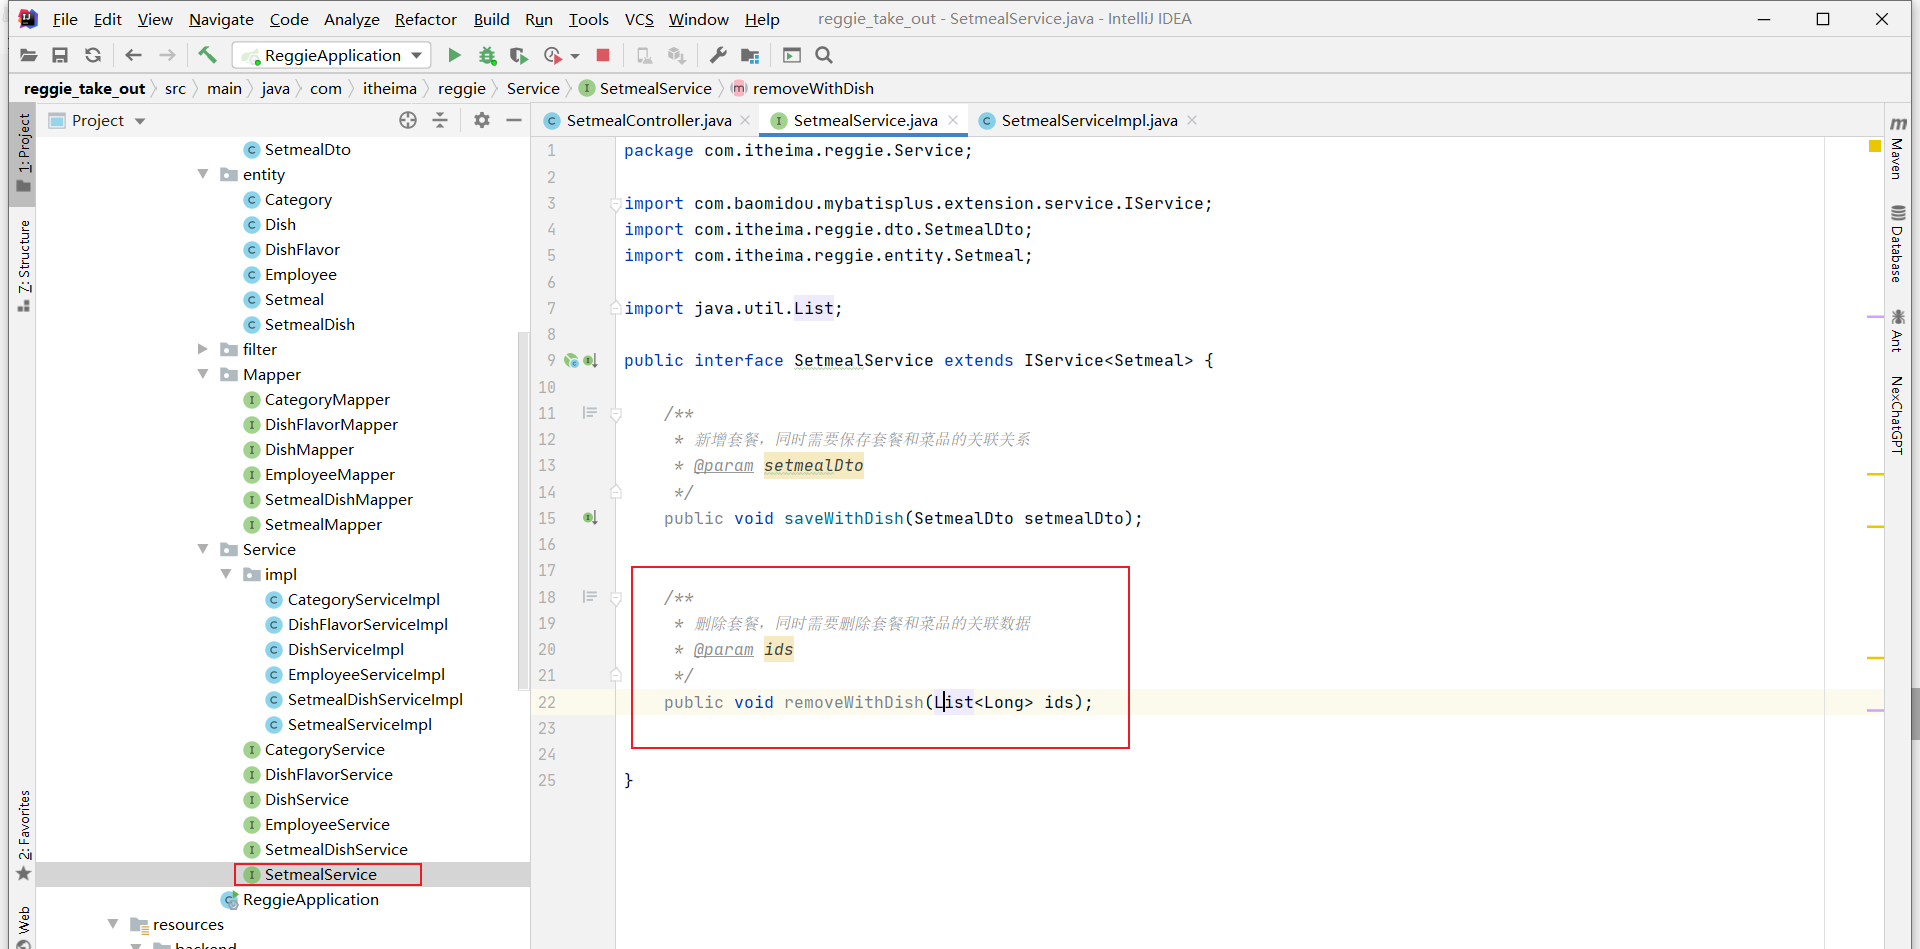 File Edit View Navigate Code Analyze Refactor Build Run Tools VCS Window Help reggie_take_out - SetmealService.java - IntelliJ IDEA
ReggieApplication
reggie_take_out src main java com itheima reggie Service SetmealService removeWithDish
1: Project
7: Structure
2: Favorites
Web
Project
SetmealDto
entity
Category
Dish
DishFlavor
Employee
Setmeal
SetmealDish
filter
Mapper
CategoryMapper
DishFlavorMapper
DishMapper
EmployeeMapper
SetmealDishMapper
SetmealMapper
Service
impl
CategoryServiceImpl
DishFlavorServiceImpl
DishServiceImpl
EmployeeServiceImpl
SetmealDishServiceImpl
SetmealServiceImpl
CategoryService
DishFlavorService
DishService
EmployeeService
SetmealDishService
SetmealService
ReggieApplication
resources
backend
SetmealController.java SetmealService.java SetmealServiceImpl.java
1 package com.itheima.reggie.Service;
2
3 import com.baomidou.mybatisplus.extension.service.IService;
4 import com.itheima.reggie.dto.SetmealDto;
5 import com.itheima.reggie.entity.Setmeal;
6
7 import java.util.List;
8
9 public interface SetmealService extends IService<Setmeal> {
10
11 /**
12 * 新增套餐，同时需要保存套餐和菜品的关联关系
13 * @param setmealDto
14 */
15 public void saveWithDish(SetmealDto setmealDto);
16
17
18 /**
19 * 删除套餐，同时需要删除套餐和菜品的关联数据
20 * @param ids
21 */
22 public void removeWithDish(List<Long> ids);
23
24
25 }
Maven
Database
Ant
NexChatGPT